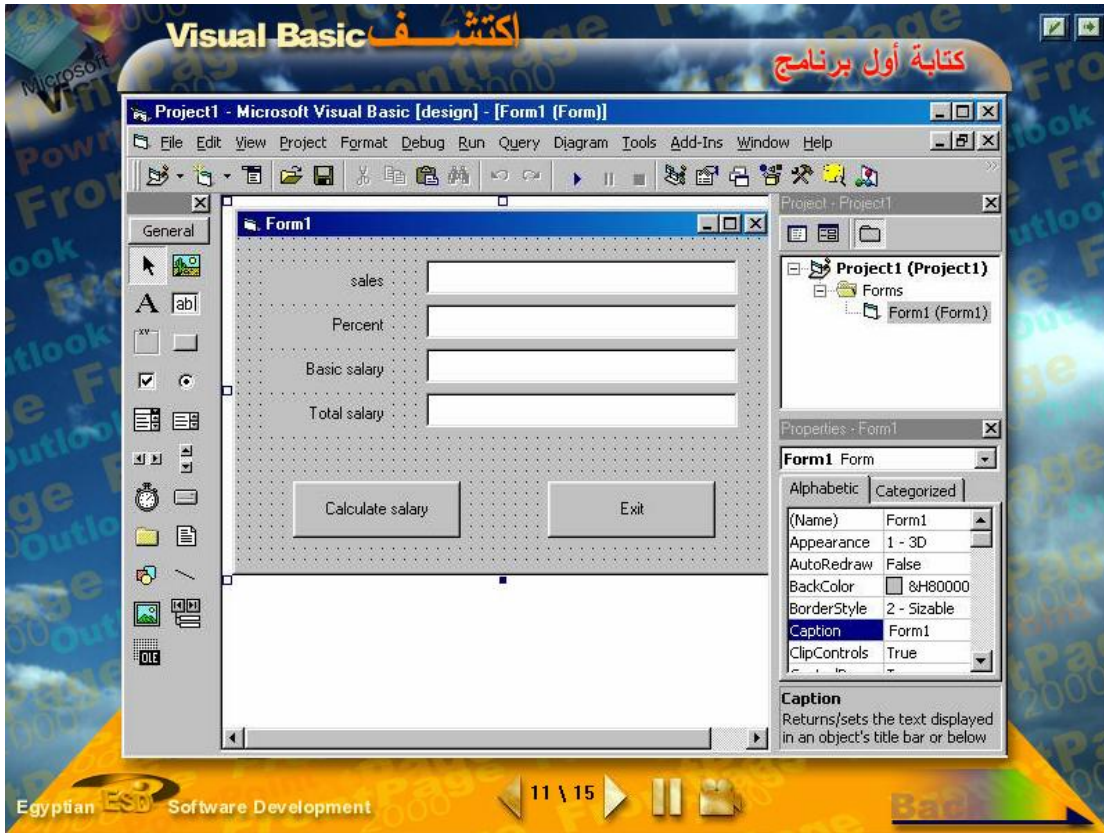 Visual Basic اكتشف
كتابة أول برنامج
Microsoft
Project1 - Microsoft Visual Basic [design] - [Form1 (Form)]
File Edit View Project Format Debug Run Query Diagram Tools Add-Ins Window Help
General
A ab|
xv
OLE
Form1
sales
Percent
Basic salary
Total salary
Calculate salary Exit
Project - Project1
Project1 (Project1)
Forms
Form1 (Form1)
Properties - Form1
Form1 Form
Alphabetic Categorized
(Name) Form1
Appearance 1 - 3D
AutoRedraw False
BackColor &H80000
BorderStyle 2 - Sizable
Caption Form1
ClipControls True
Caption
Returns/sets the text displayed
in an object's title bar or below
Egyptian ESD Software Development
11 \ 15
Back